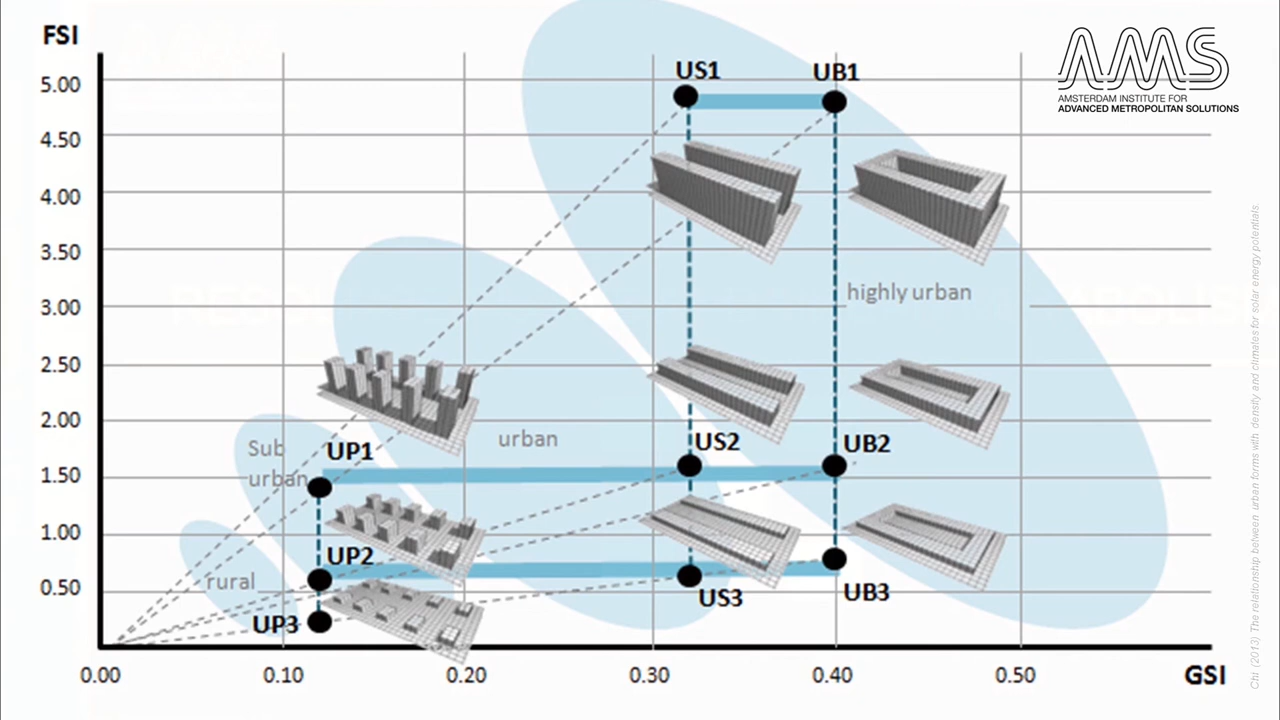 FSI
5.00
4.50
4.00
3.50
3.00
2.50
2.00
1.50
1.00
0.50
US1
UB1
highly urban
urban
Sub
urban
UP1
US2
UB2
rural
UP2
UP3
US3
UB3
0.00
0.10
0.20
0.30
0.40
0.50
GSI
AMS
AMSTERDAM INSTITUTE FOR
ADVANCED METROPOLITAN SOLUTIONS
Chi (2013) The relationship between urban forms with density and climates for solar energy potentials.